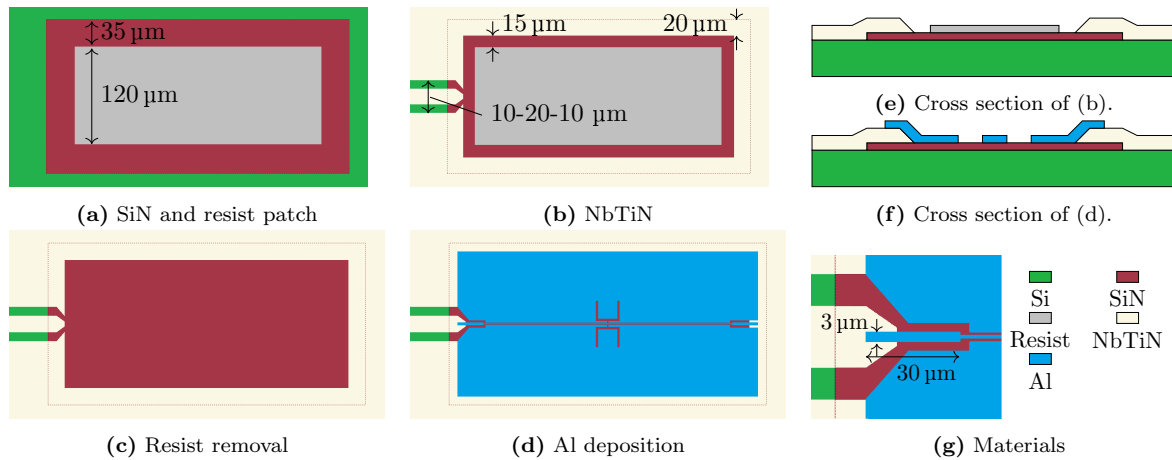 35 µm
120 µm
(a) SiN and resist patch
15 µm
20 µm
10-20-10 µm
(b) NbTiN
(e) Cross section of (b).
(f) Cross section of (d).
(c) Resist removal
(d) Al deposition
3 µm
30 µm
(g) Materials
Si
SiN
Resist
NbTiN
Al